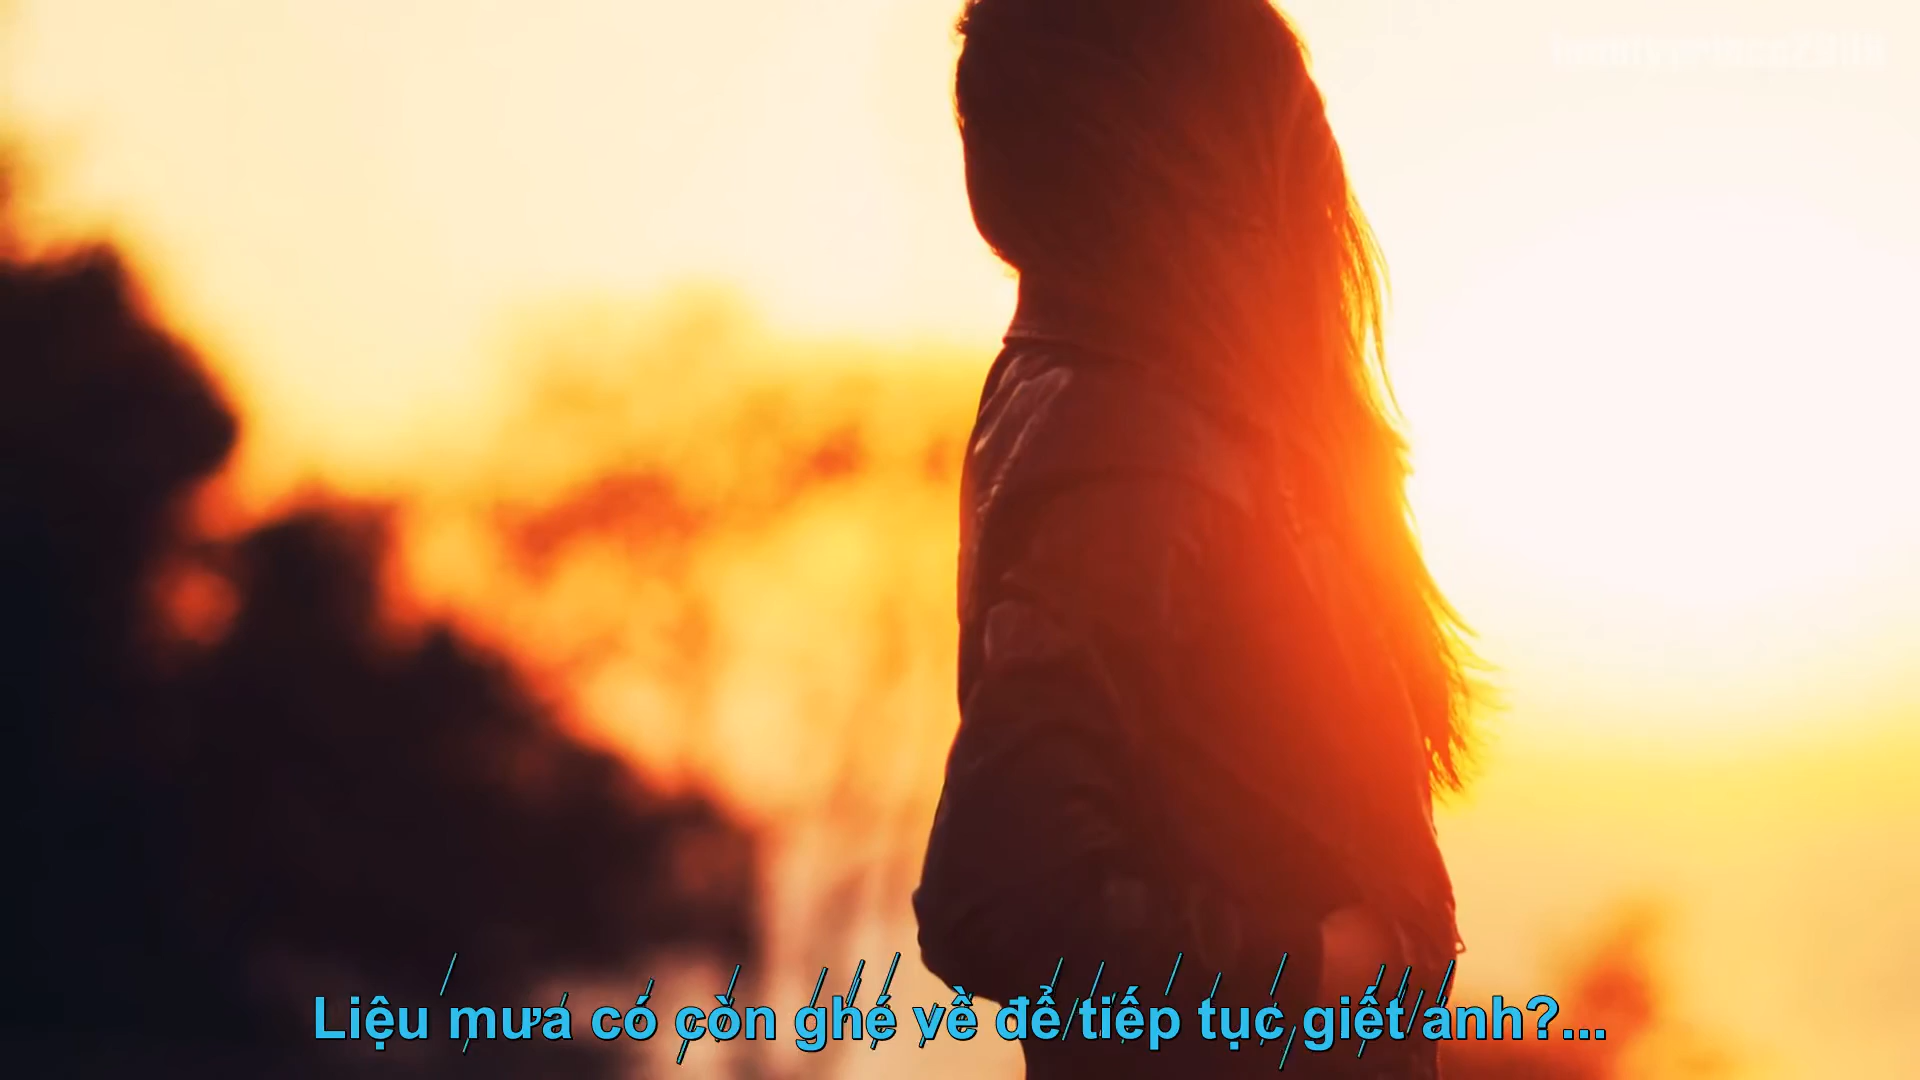 Liệu mưa có còn ghé về để tiếp tục giết anh?...